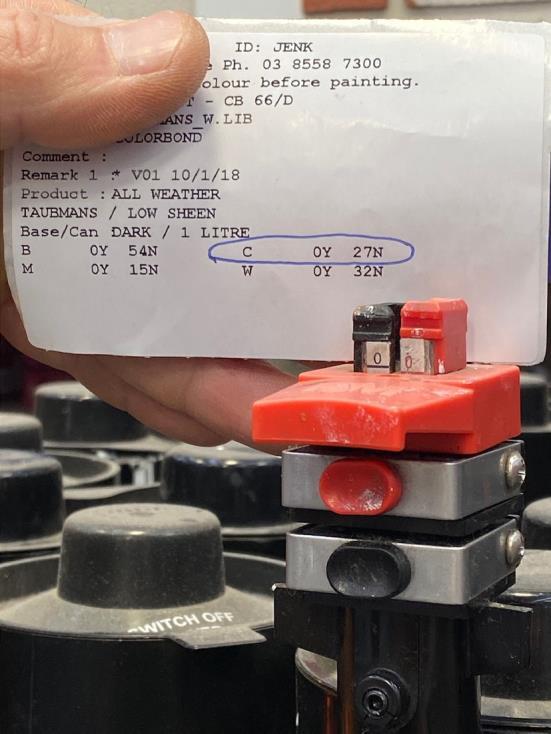 ID: JENK
Ph. 03 8558 7300
olour before painting.
- CB 66/D
ANS_W.LIB
COLORBOND
Comment :
Remark 1 :* V01 10/1/18
Product : ALL WEATHER
TAUBMANS / LOW SHEEN
Base/Can DARK / 1 LITRE
B 0Y 54N C 0Y 27N
M 0Y 15N W 0Y 32N
0 0
SWITCH OFF